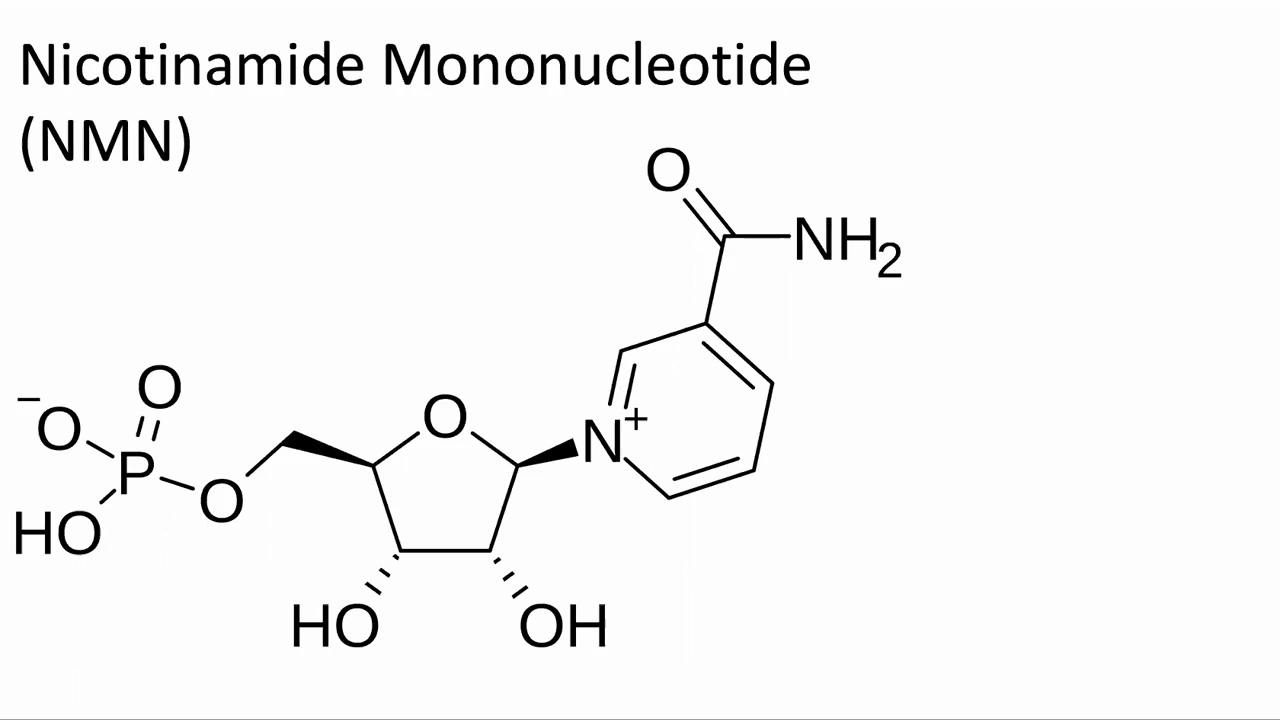 Nicotinamide Mononucleotide
(NMN)
O
NH2
O
−O
O
N+
P
O
HO
HO
OH